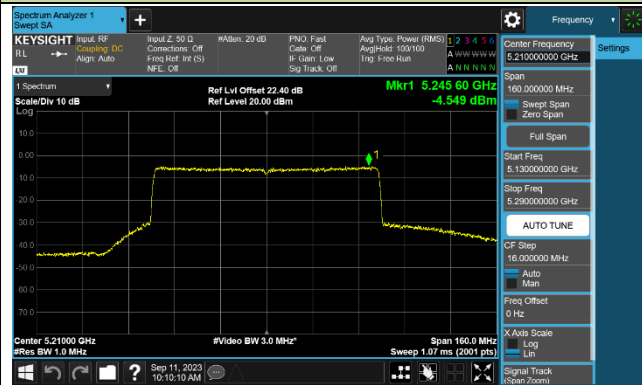 Spectrum Analyzer 1
Swept SA
Frequency
KEYSIGHT
RL
Input: RF
Coupling: DC
Align: Auto
Input Z: 50 Ω
Corrections: Off
Freq Ref: Int (S)
NFE: Off
#Atten: 20 dB
PNO: Fast
Gate: Off
IF Gain: Low
Sig Track: Off
Avg Type: Power (RMS)
Avg|Hold: 100/100
Trig: Free Run
1 2 3 4 5 6
A W W W W W
A N N N N N
LXI
1 Spectrum
Scale/Div 10 dB
Log
Ref Lvl Offset 22.40 dB
Ref Level 20.00 dBm
Mkr1 5.245 60 GHz
-4.549 dBm
10.0
0.00
-10.0
-20.0
-30.0
-40.0
-50.0
-60.0
-70.0
1
Center 5.21000 GHz
#Res BW 1.0 MHz
#Video BW 3.0 MHz*
Span 160.0 MHz
Sweep 1.07 ms (2001 pts)
Sep 11, 2023
10:10:10 AM
Center Frequency
5.210000000 GHz
Span
160.000000 MHz
Swept Span
Zero Span
Full Span
Start Freq
5.130000000 GHz
Stop Freq
5.290000000 GHz
AUTO TUNE
CF Step
16.000000 MHz
Auto
Man
Freq Offset
0 Hz
X Axis Scale
Log
Lin
Signal Track
(Span Zoom)
Settings